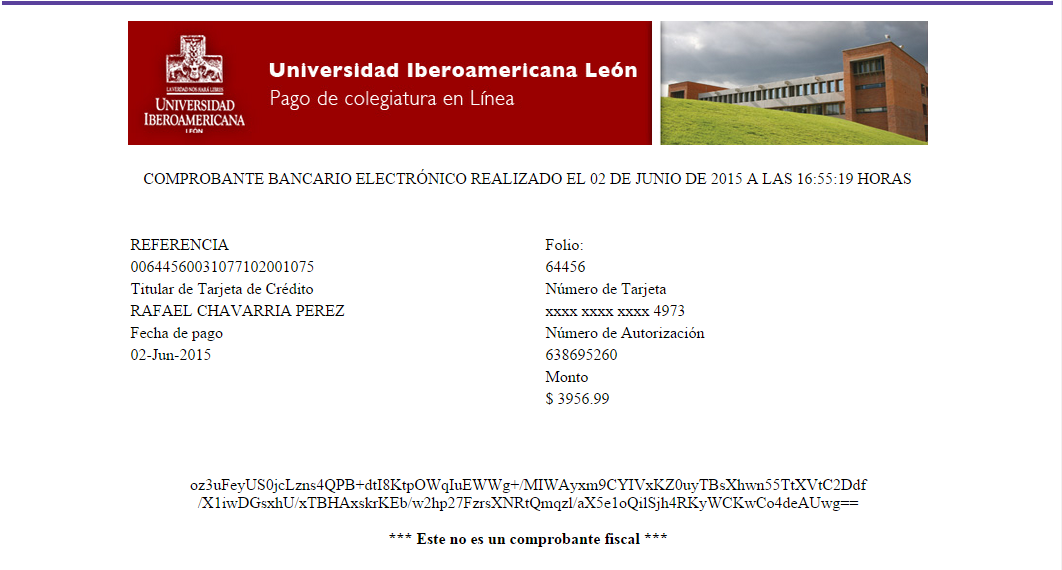 LA VERDAD NOS HARÁ LIBRES
UNIVERSIDAD
IBEROAMERICANA
LEÓN
Universidad Iberoamericana León
Pago de colegiatura en Línea
COMPROBANTE BANCARIO ELECTRÓNICO REALIZADO EL 02 DE JUNIO DE 2015 A LAS 16:55:19 HORAS
REFERENCIA
00644560031077102001075
Titular de Tarjeta de Crédito
RAFAEL CHAVARRIA PEREZ
Fecha de pago
02-Jun-2015
Folio:
64456
Número de Tarjeta
xxxx xxxx xxxx 4973
Número de Autorización
638695260
Monto
$ 3956.99
oz3uFeyUS0jcLzns4QPB+dtI8KtpOWqIuEWWg+/MIWAyxm9CYIVxKZ0uyTBsXhwn55TtXVtC2Ddf
/X1iwDGsxhU/xTBHAxskrKEb/w2hp27FzrsXNRtQmqzl/aX5e1oQilSjh4RKyWCKwCo4deAUwg==
*** Este no es un comprobante fiscal ***